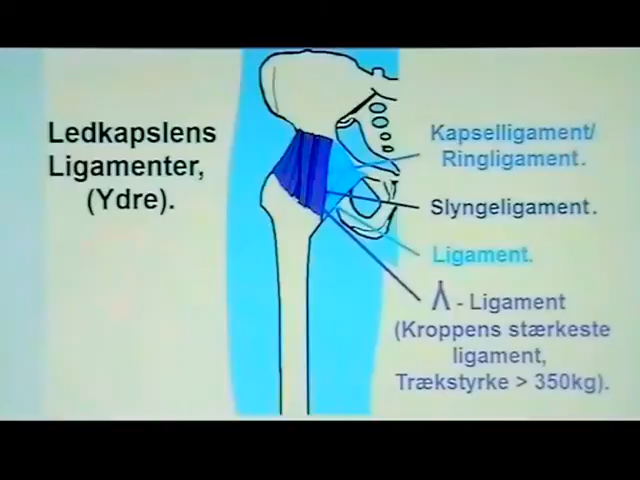 Ledkapslens
Ligamenter,
(Ydre).
Kapselligament/
Ringligament.
Slyngeligament.
Ligament.
- Ligament
(Kroppens stærkeste
ligament,
Trækstyrke > 350kg).